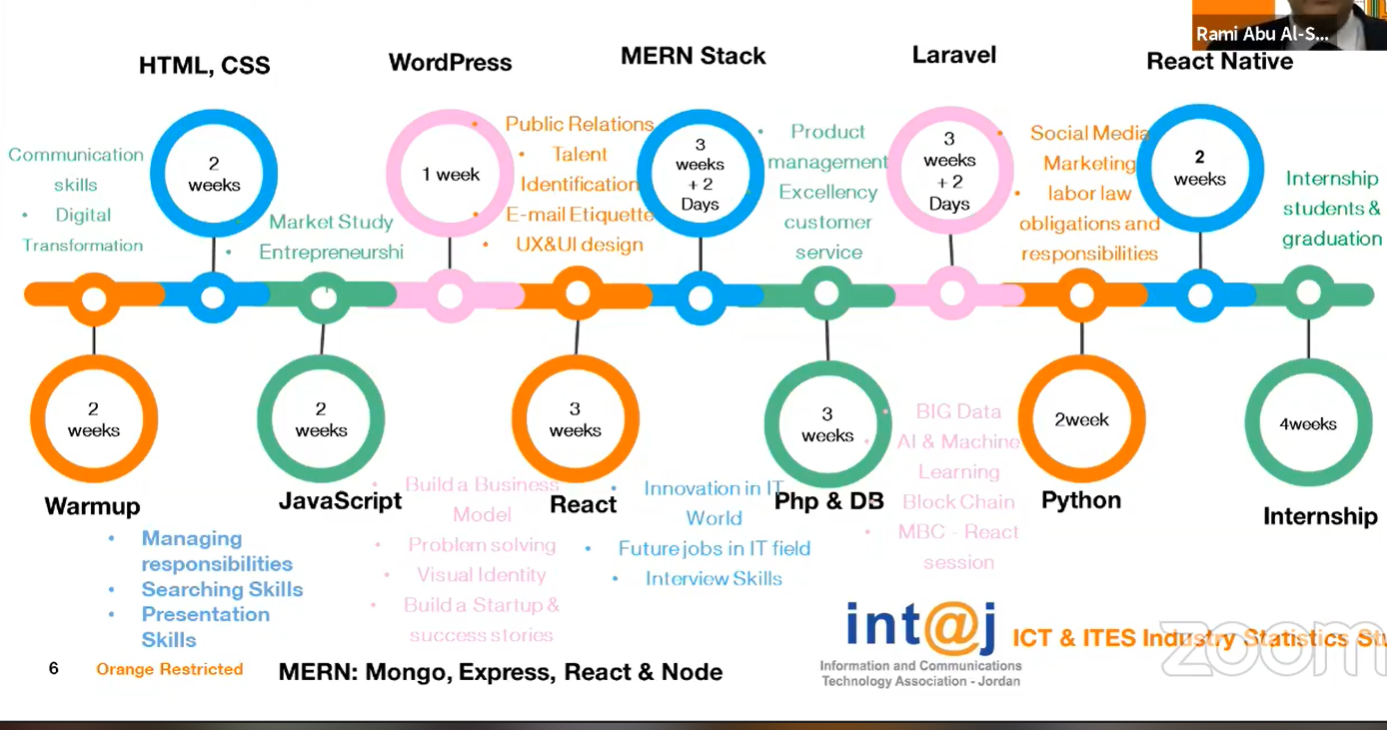 Rami Abu Al-S...
HTML, CSS
WordPress
MERN Stack
Laravel
React Native
2
weeks
1 week
3
weeks
+ 2
Days
3
weeks
+ 2
Days
2
weeks
Communication
skills
• Digital
Transformation
• Market Study
• Entrepreneurshi
• Public Relations
• Talent
Identification
• E-mail Etiquette
• UX&UI design
• Product
management
• Excellency
customer
service
• Social Media
Marketing
• labor law
obligations and
responsibilities
Internship
students &
graduation
2
weeks
2
weeks
3
weeks
3
weeks
2week
4weeks
Warmup
JavaScript
React
Php & DB
Python
Internship
• Managing
responsibilities
• Searching Skills
• Presentation
Skills
• Build a Business
Model
• Problem solving
• Visual Identity
• Build a Startup &
success stories
• Innovation in IT
World
• Future jobs in IT field
• Interview Skills
• BIG Data
• AI & Machine
Learning
• Block Chain
• MBC - React
session
6
Orange Restricted
MERN: Mongo, Express, React & Node
int@j
Information and Communications
Technology Association - Jordan
ICT & ITES Industry Statistics Stu
zoom